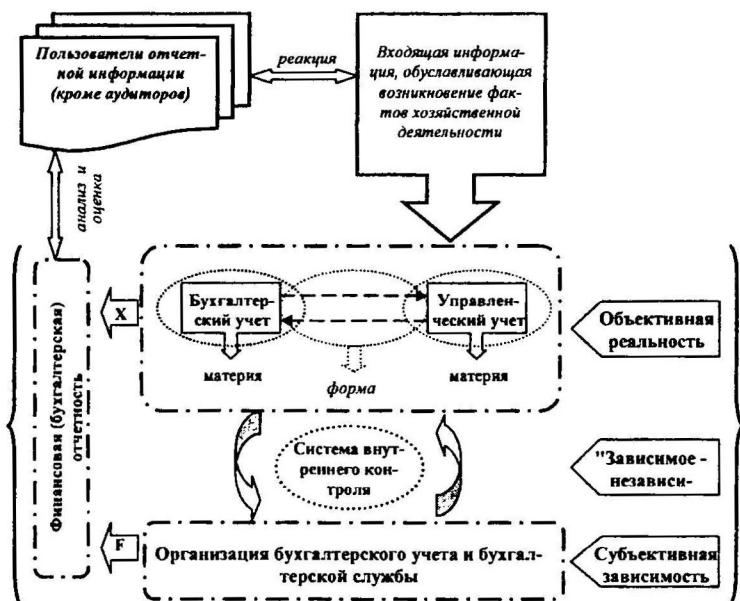 Пользователи отчет-
ной информации
(кроме аудиторов)
реакция
Входящая информа-
ция, обуславливающая
возникновение фак-
тов хозяйственной
деятельности
анализ и
оценка
Финансовая (бухгалтерская)
отчетность
X
Бухгалтер-
ский учет
Управлен-
ческий учет
материя
форма
материя
Объективная
реальность
Система внут-
реннего кон-
троля
"Зависимое -
независи-
F
Организация бухгалтерского учета и бухгал-
терской службы
Субъективная
зависимость